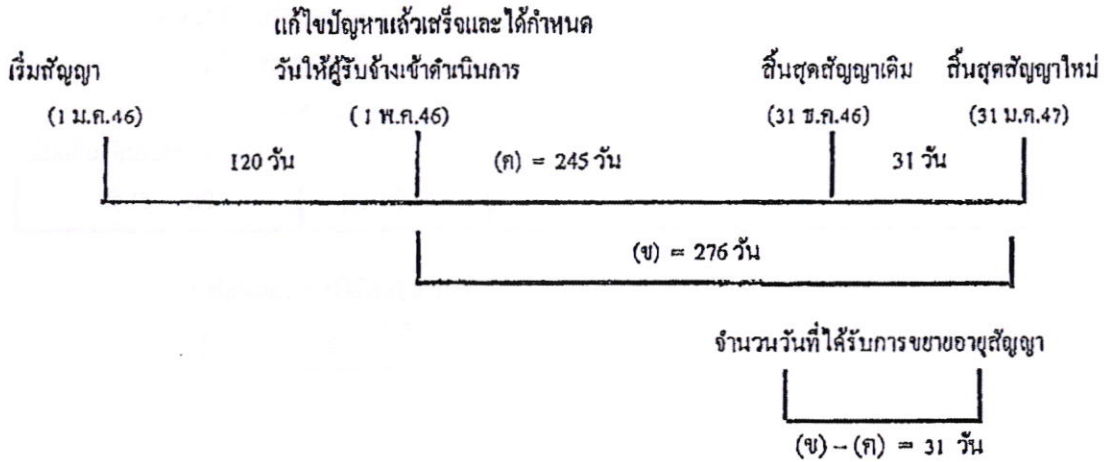 แก้ไขปัญหาแล้วเสร็จและได้กำหนด
เริ่มสัญญา วันให้ผู้รับจ้างเข้าดำเนินการ สิ้นสุดสัญญาเดิม สิ้นสุดสัญญาใหม่
(1 ม.ค.46) (1 พ.ค.46) (31 ธ.ค.46) (31 ม.ค.47)
120 วัน (ค) = 245 วัน 31 วัน
(ข) = 276 วัน
จำนวนวันที่ได้รับการขยายอายุสัญญา
(ข) – (ค) = 31 วัน